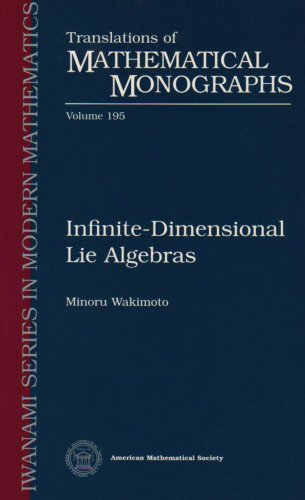 IWANAMI SERIES IN MODERN MATHEMATICS
Translations of
MATHEMATICAL
MONOGRAPHS
Volume 195
Infinite-Dimensional
Lie Algebras
Minoru Wakimoto
American Mathematical Society